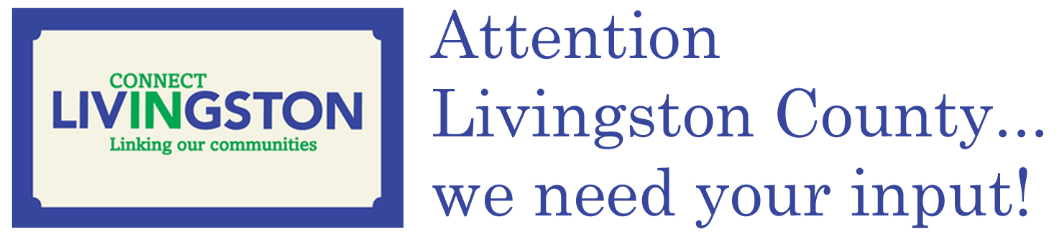 CONNECT
LIVINGSTON
Linking our communities
Attention
Livingston County...
we need your input!